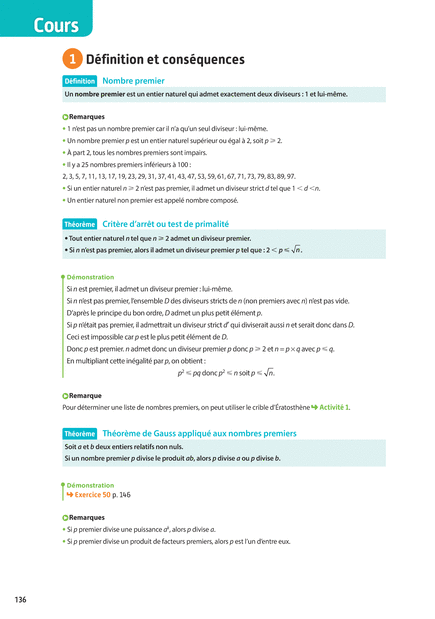 Cours
1 Définition et conséquences
Définition Nombre premier
Un nombre premier est un entier naturel qui admet exactement deux diviseurs : 1 et lui-même.
Remarques
• 1 n'est pas un nombre premier car il n'a qu'un seul diviseur : lui-même.
• Un nombre premier p est un entier naturel supérieur ou égal à 2, soit p ⩾ 2.
• À part 2, tous les nombres premiers sont impairs.
• Il y a 25 nombres premiers inférieurs à 100 :
2, 3, 5, 7, 11, 13, 17, 19, 23, 29, 31, 37, 41, 43, 47, 53, 59, 61, 67, 71, 73, 79, 83, 89, 97.
• Si un entier naturel n ⩾ 2 n'est pas premier, il admet un diviseur strict d tel que 1 < d < n.
• Un entier naturel non premier est appelé nombre composé.
Théorème Critère d'arrêt ou test de primalité
• Tout entier naturel n tel que n ⩾ 2 admet un diviseur premier.
• Si n n'est pas premier, alors il admet un diviseur premier p tel que : 2 < p ⩽ √n.
Démonstration
Si n est premier, il admet un diviseur premier : lui-même.
Si n n'est pas premier, l'ensemble D des diviseurs stricts de n (non premiers avec n) n'est pas vide.
D'après le principe du bon ordre, D admet un plus petit élément p.
Si p n'était pas premier, il admettrait un diviseur strict d' qui diviserait aussi n et serait donc dans D.
Ceci est impossible car p est le plus petit élément de D.
Donc p est premier. n admet donc un diviseur premier p donc p ⩾ 2 et n = p × q avec p ⩽ q.
En multipliant cette inégalité par p, on obtient :
p² ⩽ pq donc p² ⩽ n soit p ⩽ √n.
Remarque
Pour déterminer une liste de nombres premiers, on peut utiliser le crible d'Ératosthène ↪ Activité 1.
Théorème Théorème de Gauss appliqué aux nombres premiers
Soit a et b deux entiers relatifs non nuls.
Si un nombre premier p divise le produit ab, alors p divise a ou p divise b.
Démonstration
↪ Exercice 50 p. 146
Remarques
• Si p premier divise une puissance aᵏ, alors p divise a.
• Si p premier divise un produit de facteurs premiers, alors p est l'un d'entre eux.
136